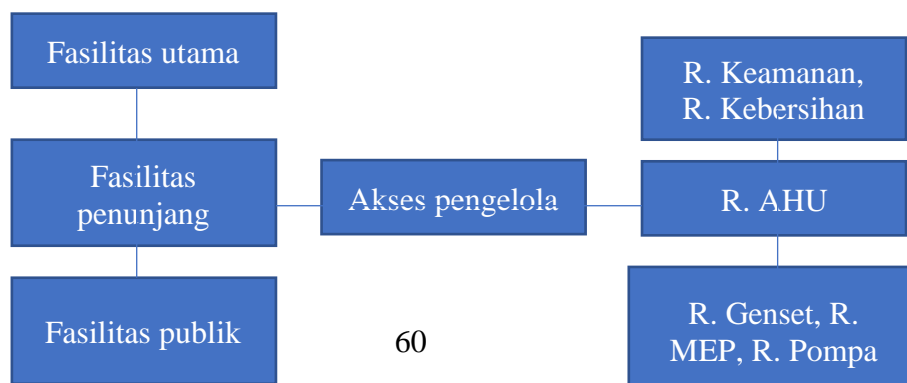 Fasilitas utama
Fasilitas
penunjang
Fasilitas publik
Akses pengelola
R. Keamanan,
R. Kebersihan
R. AHU
R. Genset, R.
MEP, R. Pompa
60